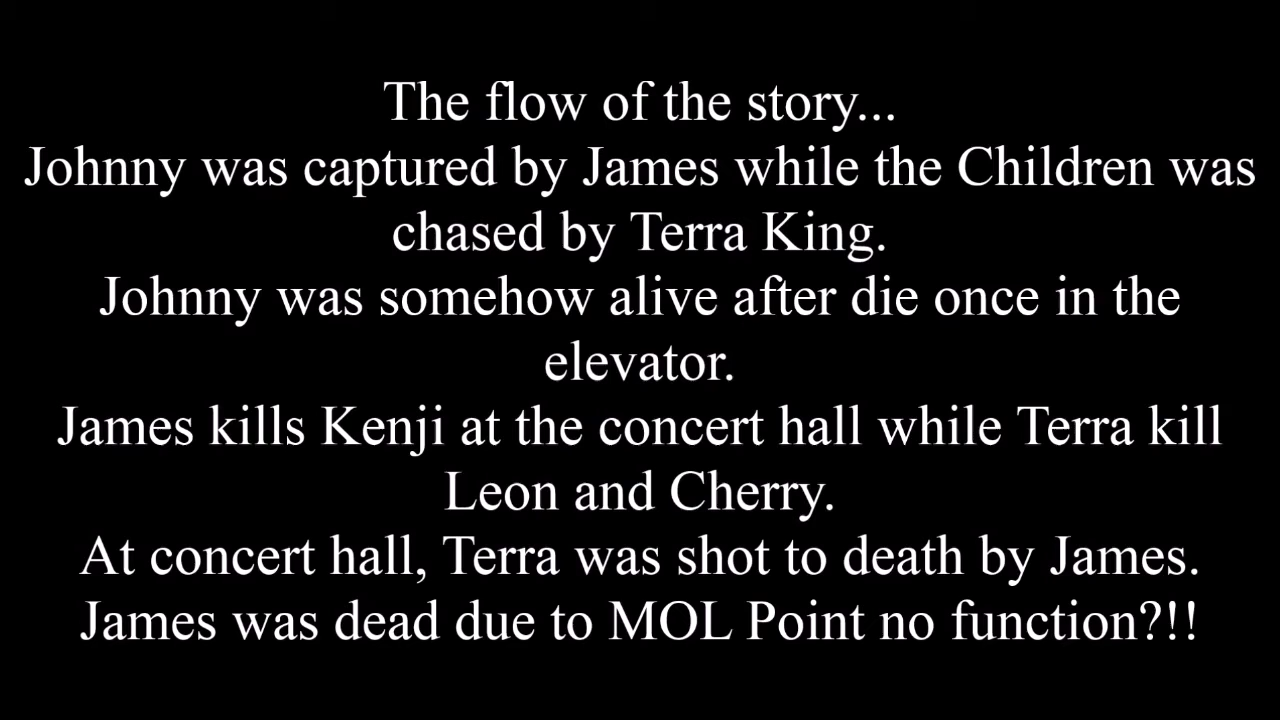 The flow of the story...
Johnny was captured by James while the Children was
chased by Terra King.
Johnny was somehow alive after die once in the
elevator.
James kills Kenji at the concert hall while Terra kill
Leon and Cherry.
At concert hall, Terra was shot to death by James.
James was dead due to MOL Point no function?!!